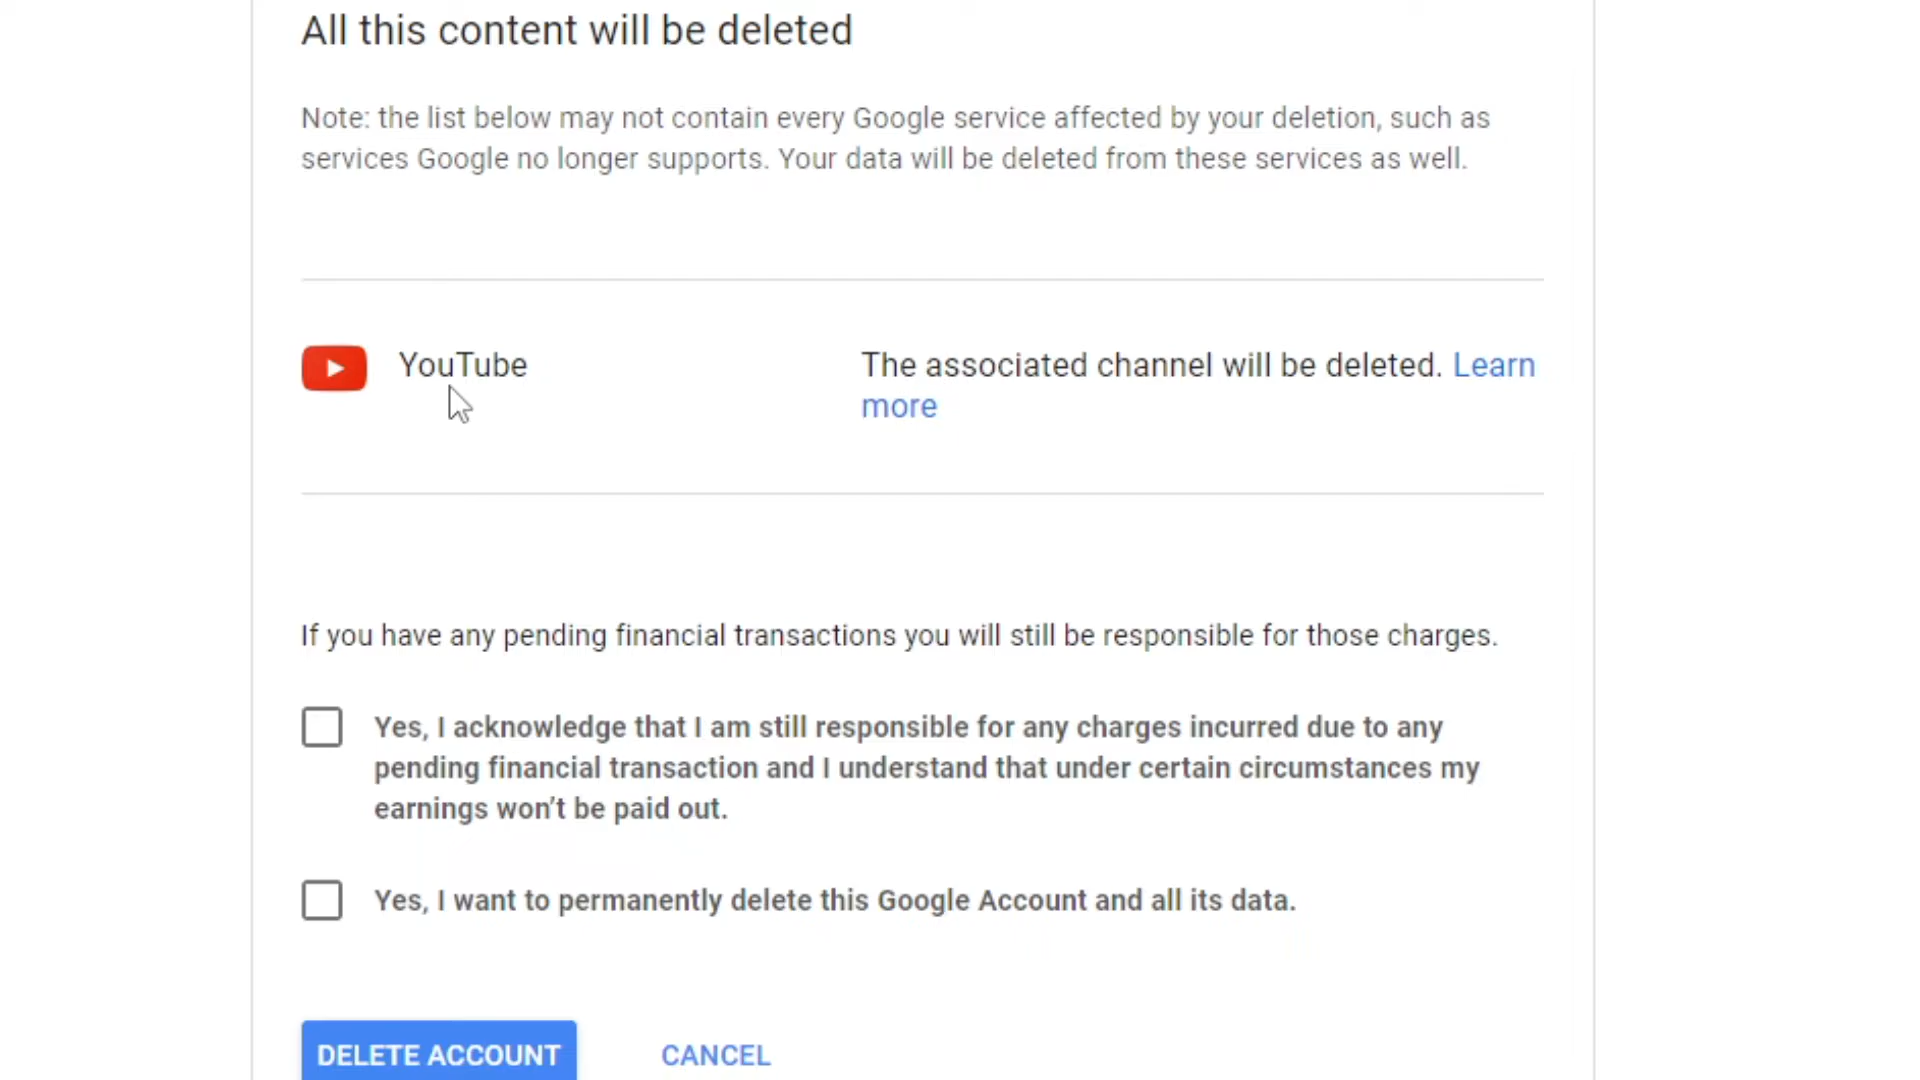 All this content will be deleted
Note: the list below may not contain every Google service affected by your deletion, such as
services Google no longer supports. Your data will be deleted from these services as well.
YouTube
The associated channel will be deleted. Learn
more
If you have any pending financial transactions you will still be responsible for those charges.
Yes, I acknowledge that I am still responsible for any charges incurred due to any
pending financial transaction and I understand that under certain circumstances my
earnings won’t be paid out.
Yes, I want to permanently delete this Google Account and all its data.
DELETE ACCOUNT
CANCEL